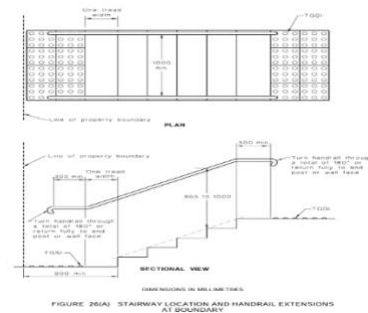 One tread
width
TGSI
1000
min.
Line of property boundary
PLAN
Line of property boundary
300 min.
One tread
width
300 min.
Turn handrail through
a total of 180° or
return fully to end
post or wall face
865 to 1000
Turn handrail through
a total of 180° or
return fully to end
post or wall face
TGSI
TGSI
900 min.
SECTIONAL VIEW
DIMENSIONS IN MILLIMETRES
FIGURE 26(A) STAIRWAY LOCATION AND HANDRAIL EXTENSIONS
AT BOUNDARY